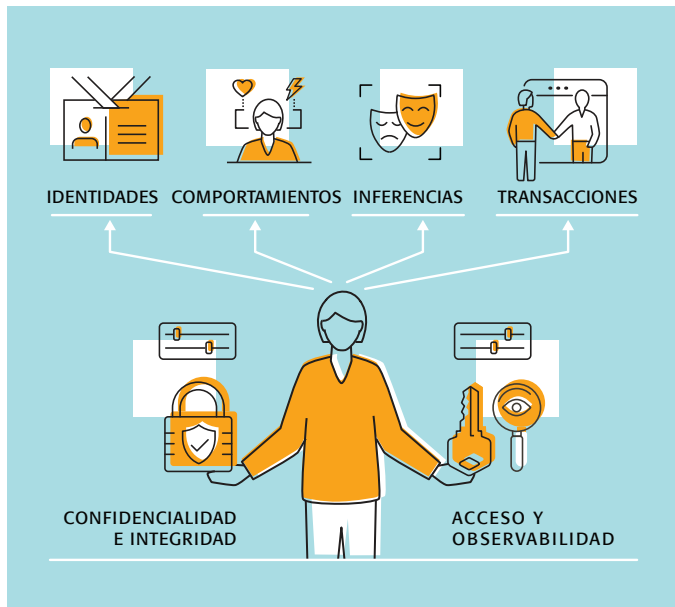 IDENTIDADES
COMPORTAMIENTOS
INFERENCIAS
TRANSACCIONES
CONFIDENCIALIDAD
E INTEGRIDAD
ACCESO Y
OBSERVABILIDAD